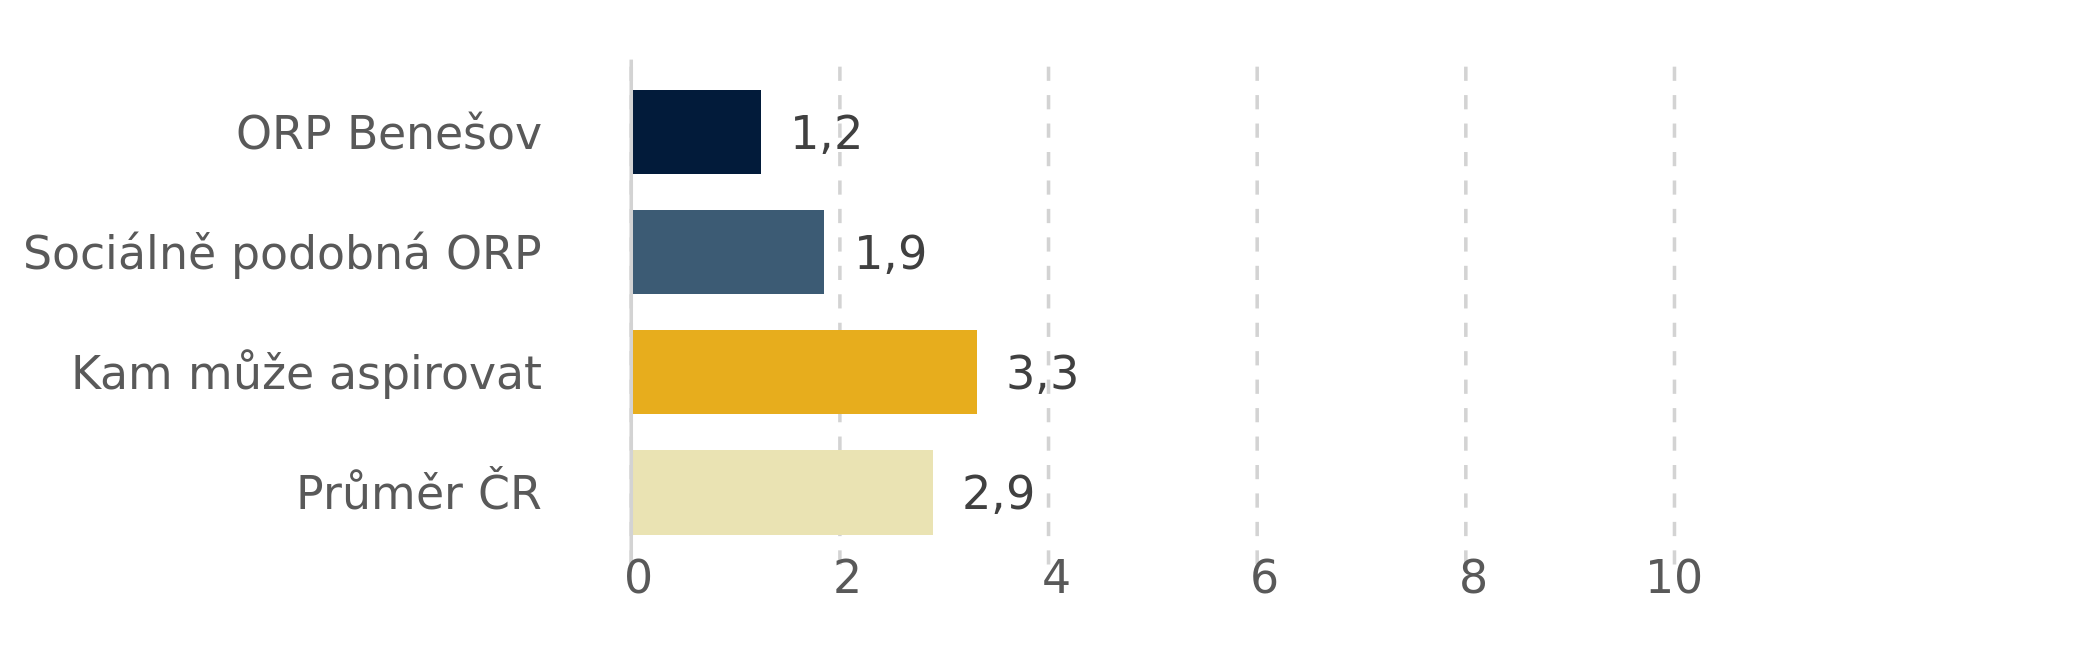 ORP Benešov 1,2
Sociálně podobná ORP 1,9
Kam může aspirovat 3,3
Průměr ČR 2,9
0 2 4 6 8 10